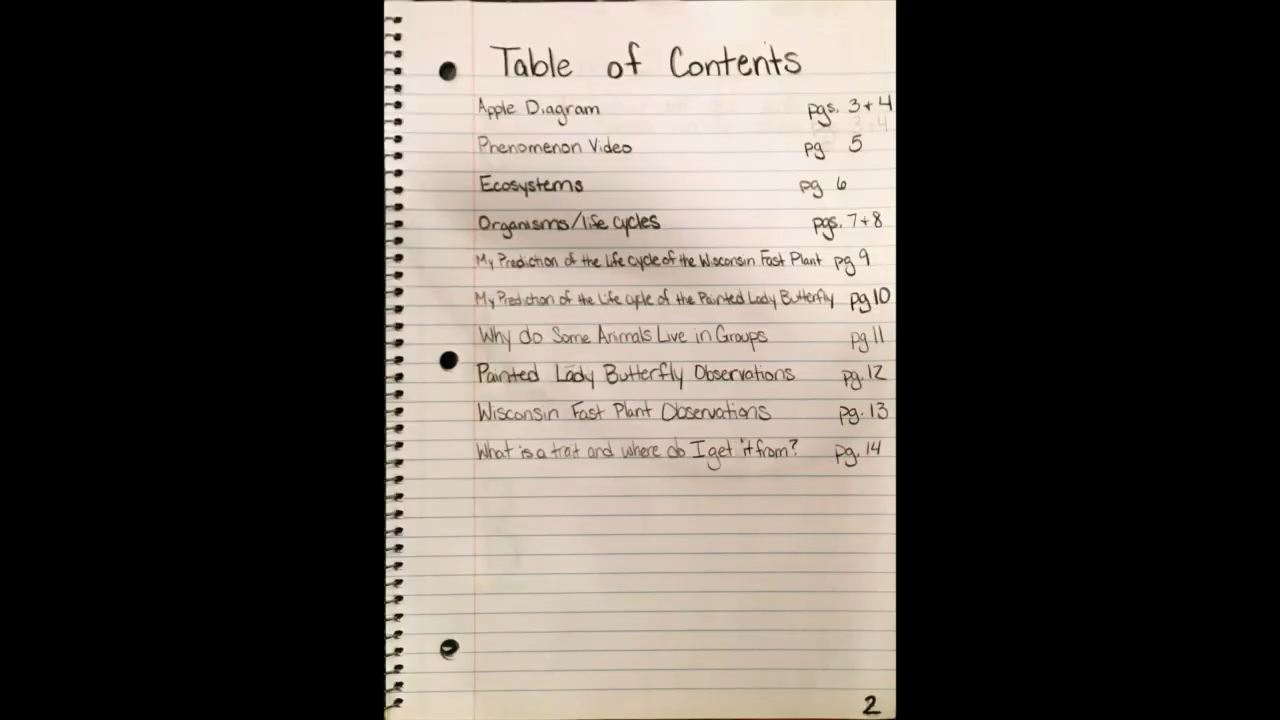 Table of Contents
Apple Diagram pgs. 3+4
Phenomenon Video pg 5
Ecosystems pg 6
Organisms/life cycles pgs. 7+8
My Prediction of the Life Cycle of the Wisconsin Fast Plant pg 9
My Prediction of the Life cycle of the Painted Lady Butterfly pg 10
Why do Some Animals Live in Groups pg 11
Painted Lady Butterfly Observations pg. 12
Wisconsin Fast Plant Observations pg. 13
What is a trait and where do I get it from? pg. 14
2